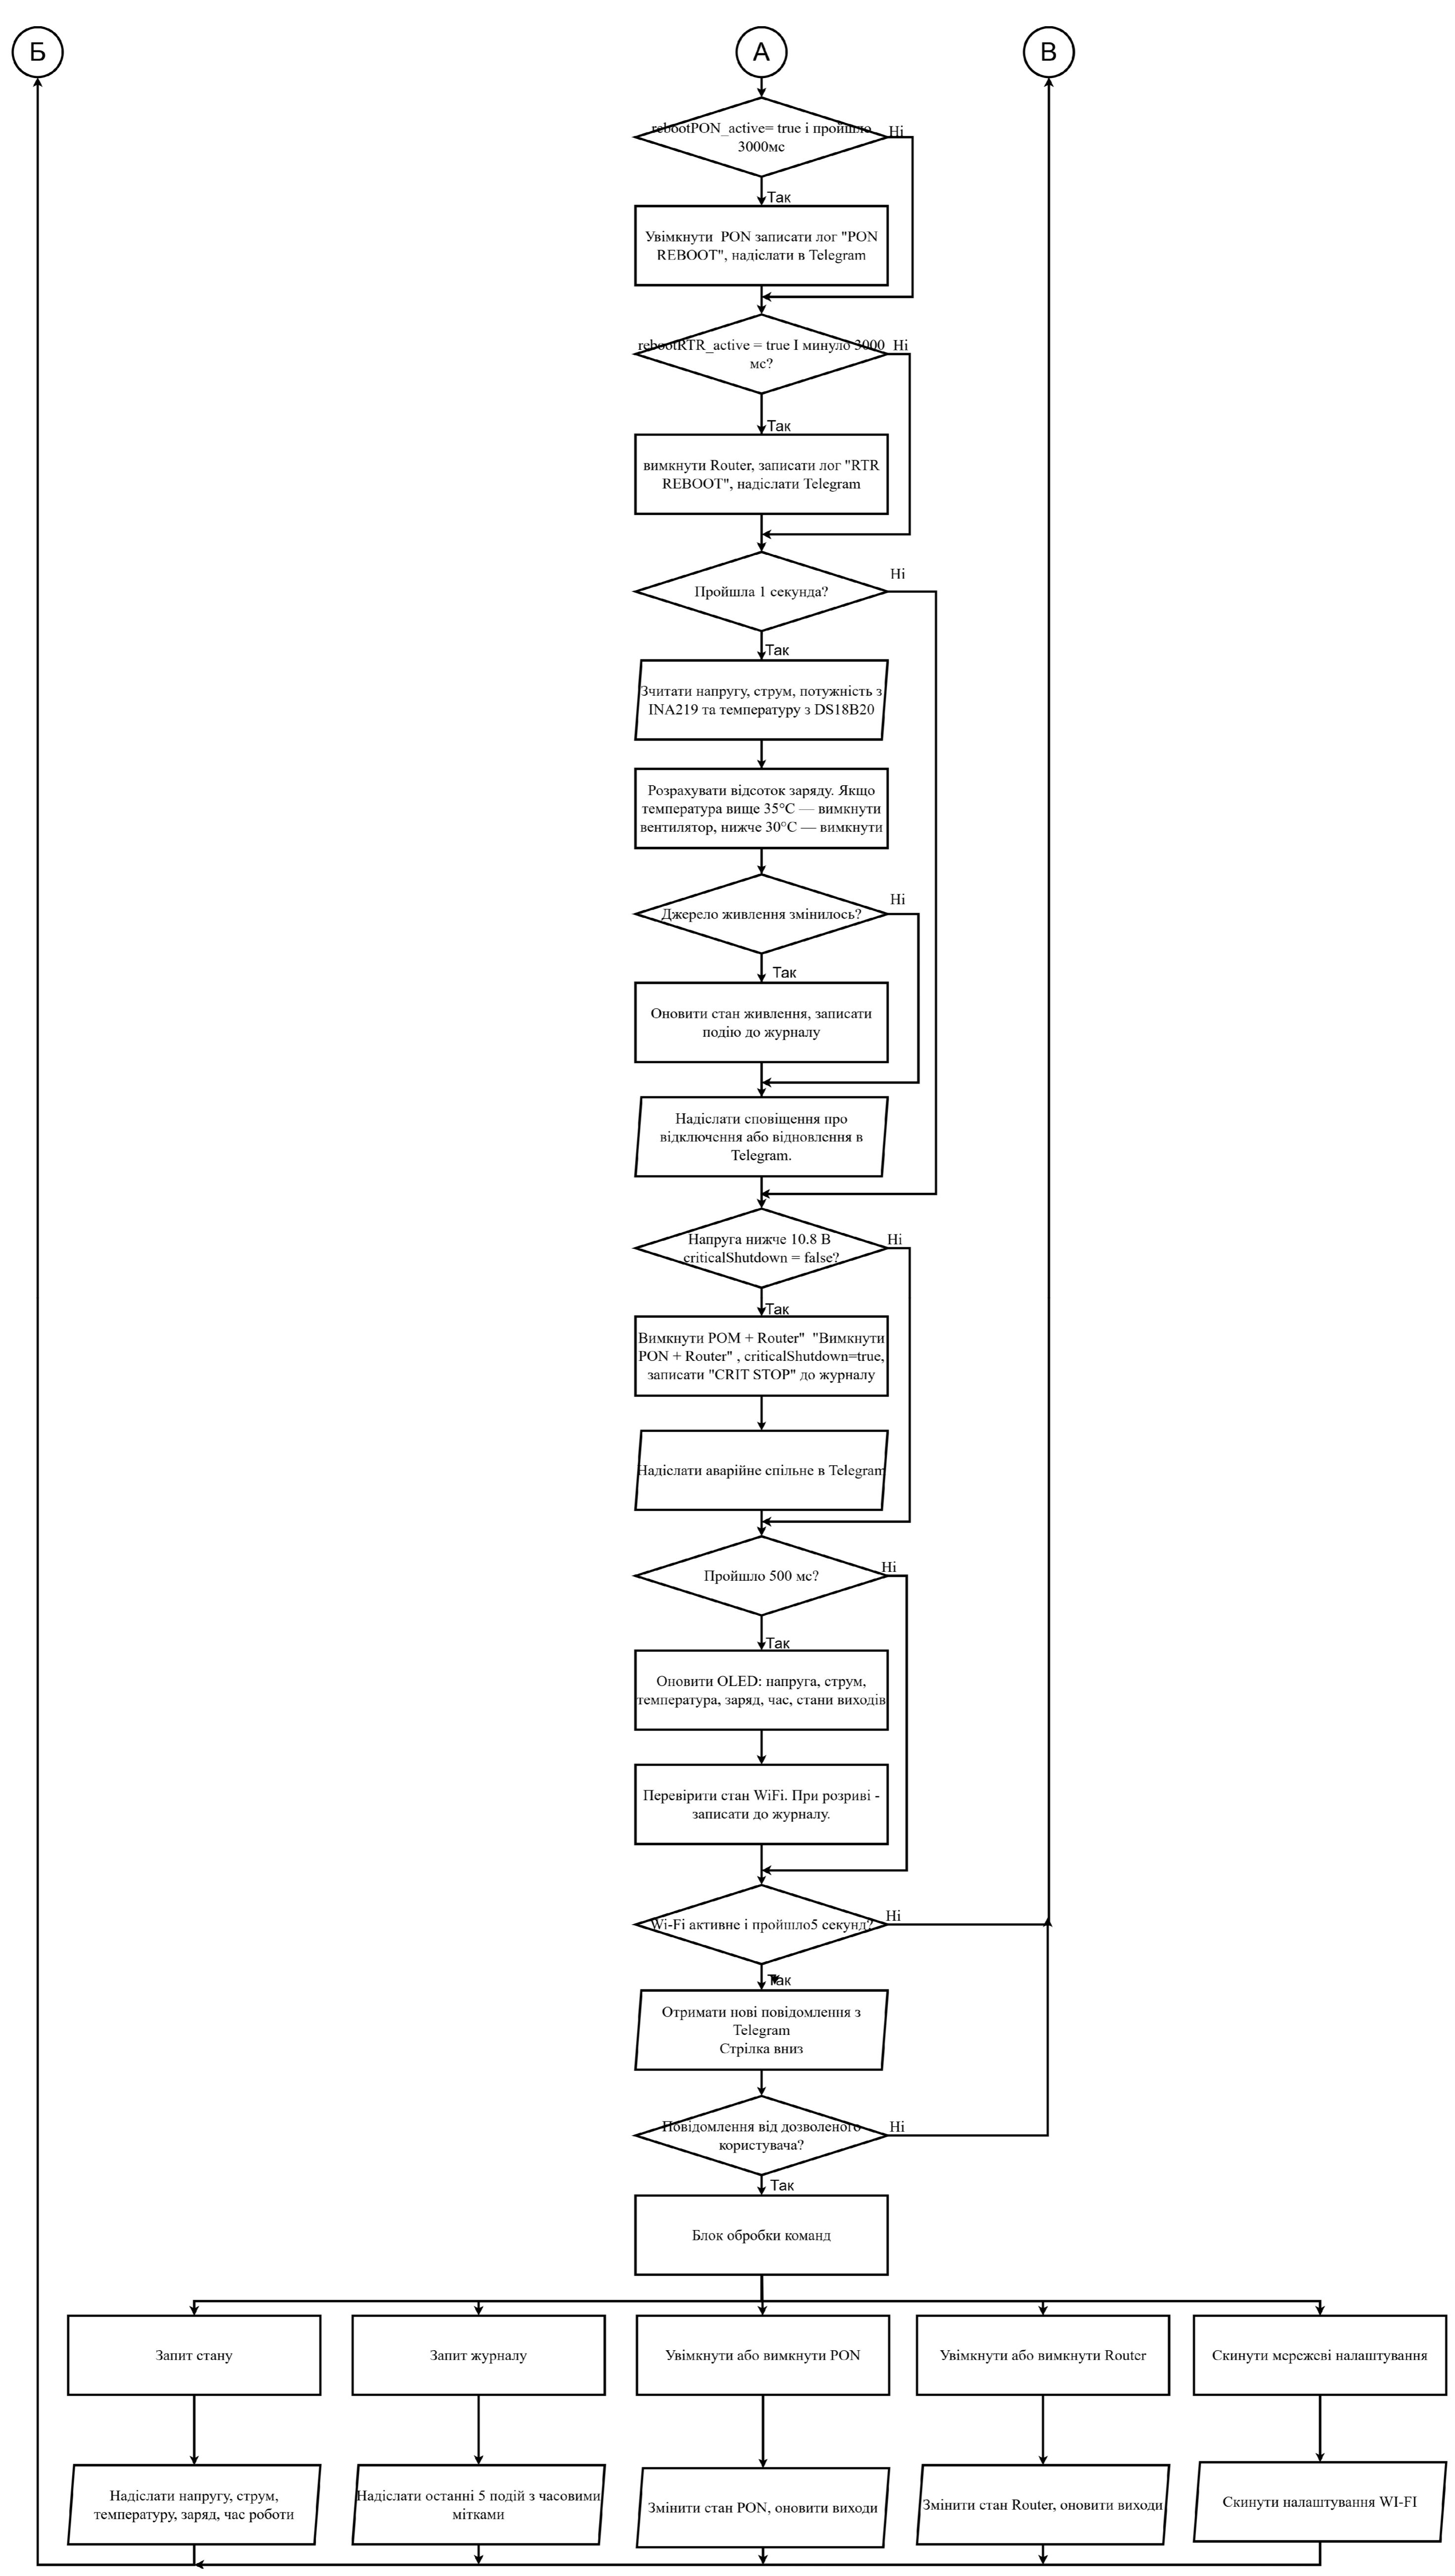 Б
А
В
rebootPON_active= true і пройшло
3000мс
Ні
Так
Увімкнути  PON записати лог "PON
REBOOT", надіслати в Telegram
rebootRTR_active = true І минуло 3000
мс?
Ні
Так
вимкнути Router, записати лог "RTR
REBOOT", надіслати Telegram
Пройшла 1 секунда?
Ні
Так
Зчитати напругу, струм, потужність з
INA219 та температуру з DS18B20
Розрахувати відсоток заряду. Якщо
температура вище 35°C — вимкнути
вентилятор, нижче 30°C — вимкнути
Джерело живлення змінилось?
Ні
Так
Оновити стан живлення, записати
подію до журналу
Надіслати сповіщення про
відключення або відновлення в
Telegram.
Напруга нижче 10.8 В
criticalShutdown = false?
Ні
Так
Вимкнути POM + Router"  "Вимкнути
PON + Router" , criticalShutdown=true,
записати "CRIT STOP" до журналу
Надіслати аварійне спільне в Telegram
Пройшло 500 мс?
Ні
Так
Оновити OLED: напруга, струм,
температура, заряд, час, стани виходів
Перевірити стан WiFi. При розриві -
записати до журналу.
Wi-Fi активне і пройшло5 секунд?
Ні
Так
Отримати нові повідомлення з
Telegram
Стрілка вниз
Повідомлення від дозволеного
користувача?
Ні
Так
Блок обробки команд
Запит стану
Запит журналу
Увімкнути або вимкнути PON
Увімкнути або вимкнути Router
Скинути мережеві налаштування
Надіслати напругу, струм,
температуру, заряд, час роботи
Надіслати останні 5 подій з часовими
мітками
Змінити стан PON, оновити виходи
Змінити стан Router, оновити виходи
Скинути налаштування WI-FI